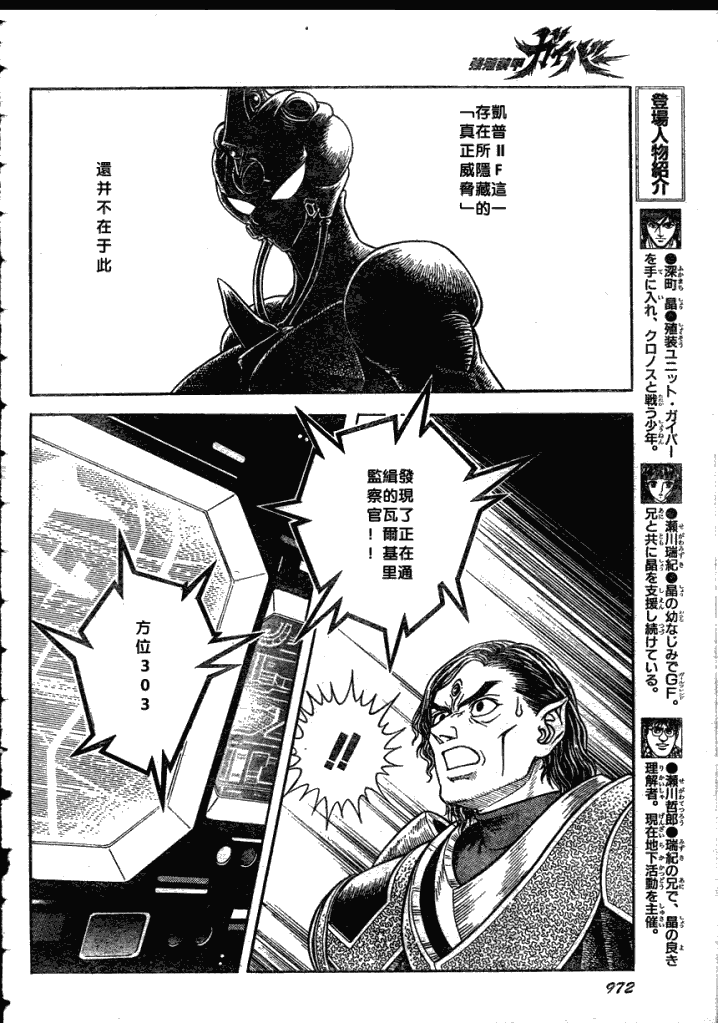 強殖装甲
ガイバー
登場人物紹介
●深町 晶●殖装ユニット・ガイバー
を手に入れ、クロノスと戦う少年。
●瀬川瑞紀●晶の幼なじみでGF。
兄と共に晶を支援し続けている。
●瀬川哲郎●瑞紀の兄で、晶の良き
理解者。現在地下活動を主催。
凱普ⅡF這一
存在所隱藏的
「真正威脅」
還并不在于此
發現了正在通
緝的瓦爾基里
監察官!!
方位303
!!
972